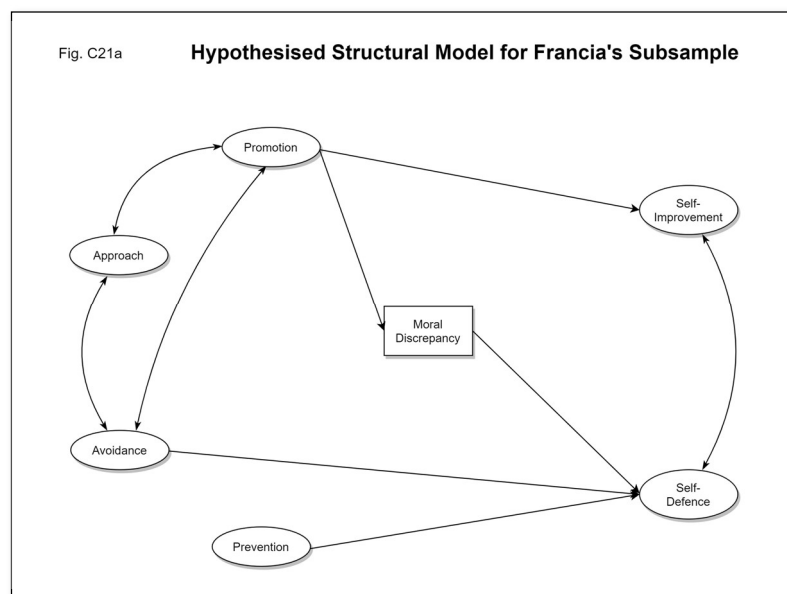 Fig. C21a
Hypothesised Structural Model for Francia's Subsample
Promotion
Self-
Improvement
Approach
Moral
Discrepancy
Avoidance
Self-
Defence
Prevention